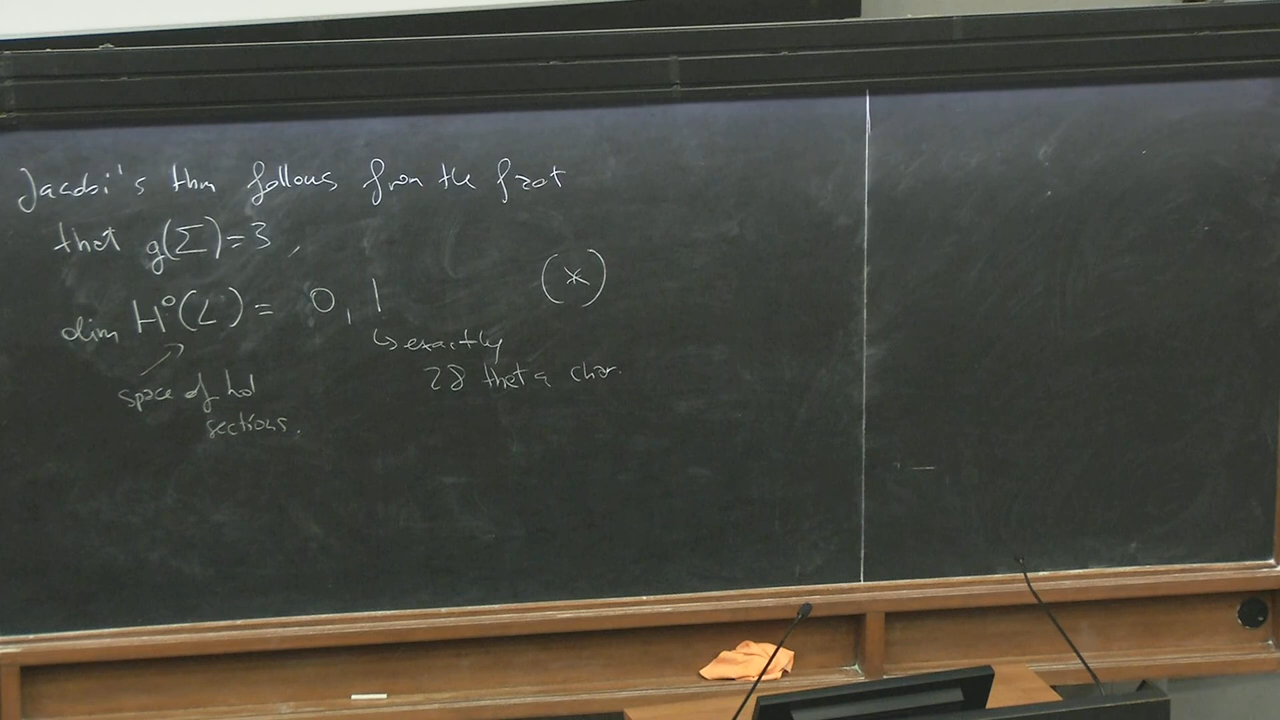 Jacobi's thm follows from the fact
that g(Σ)=3,
dim H⁰(L) = 0, 1 (*)
↳ exactly
28 theta char.
space of hol
sections.